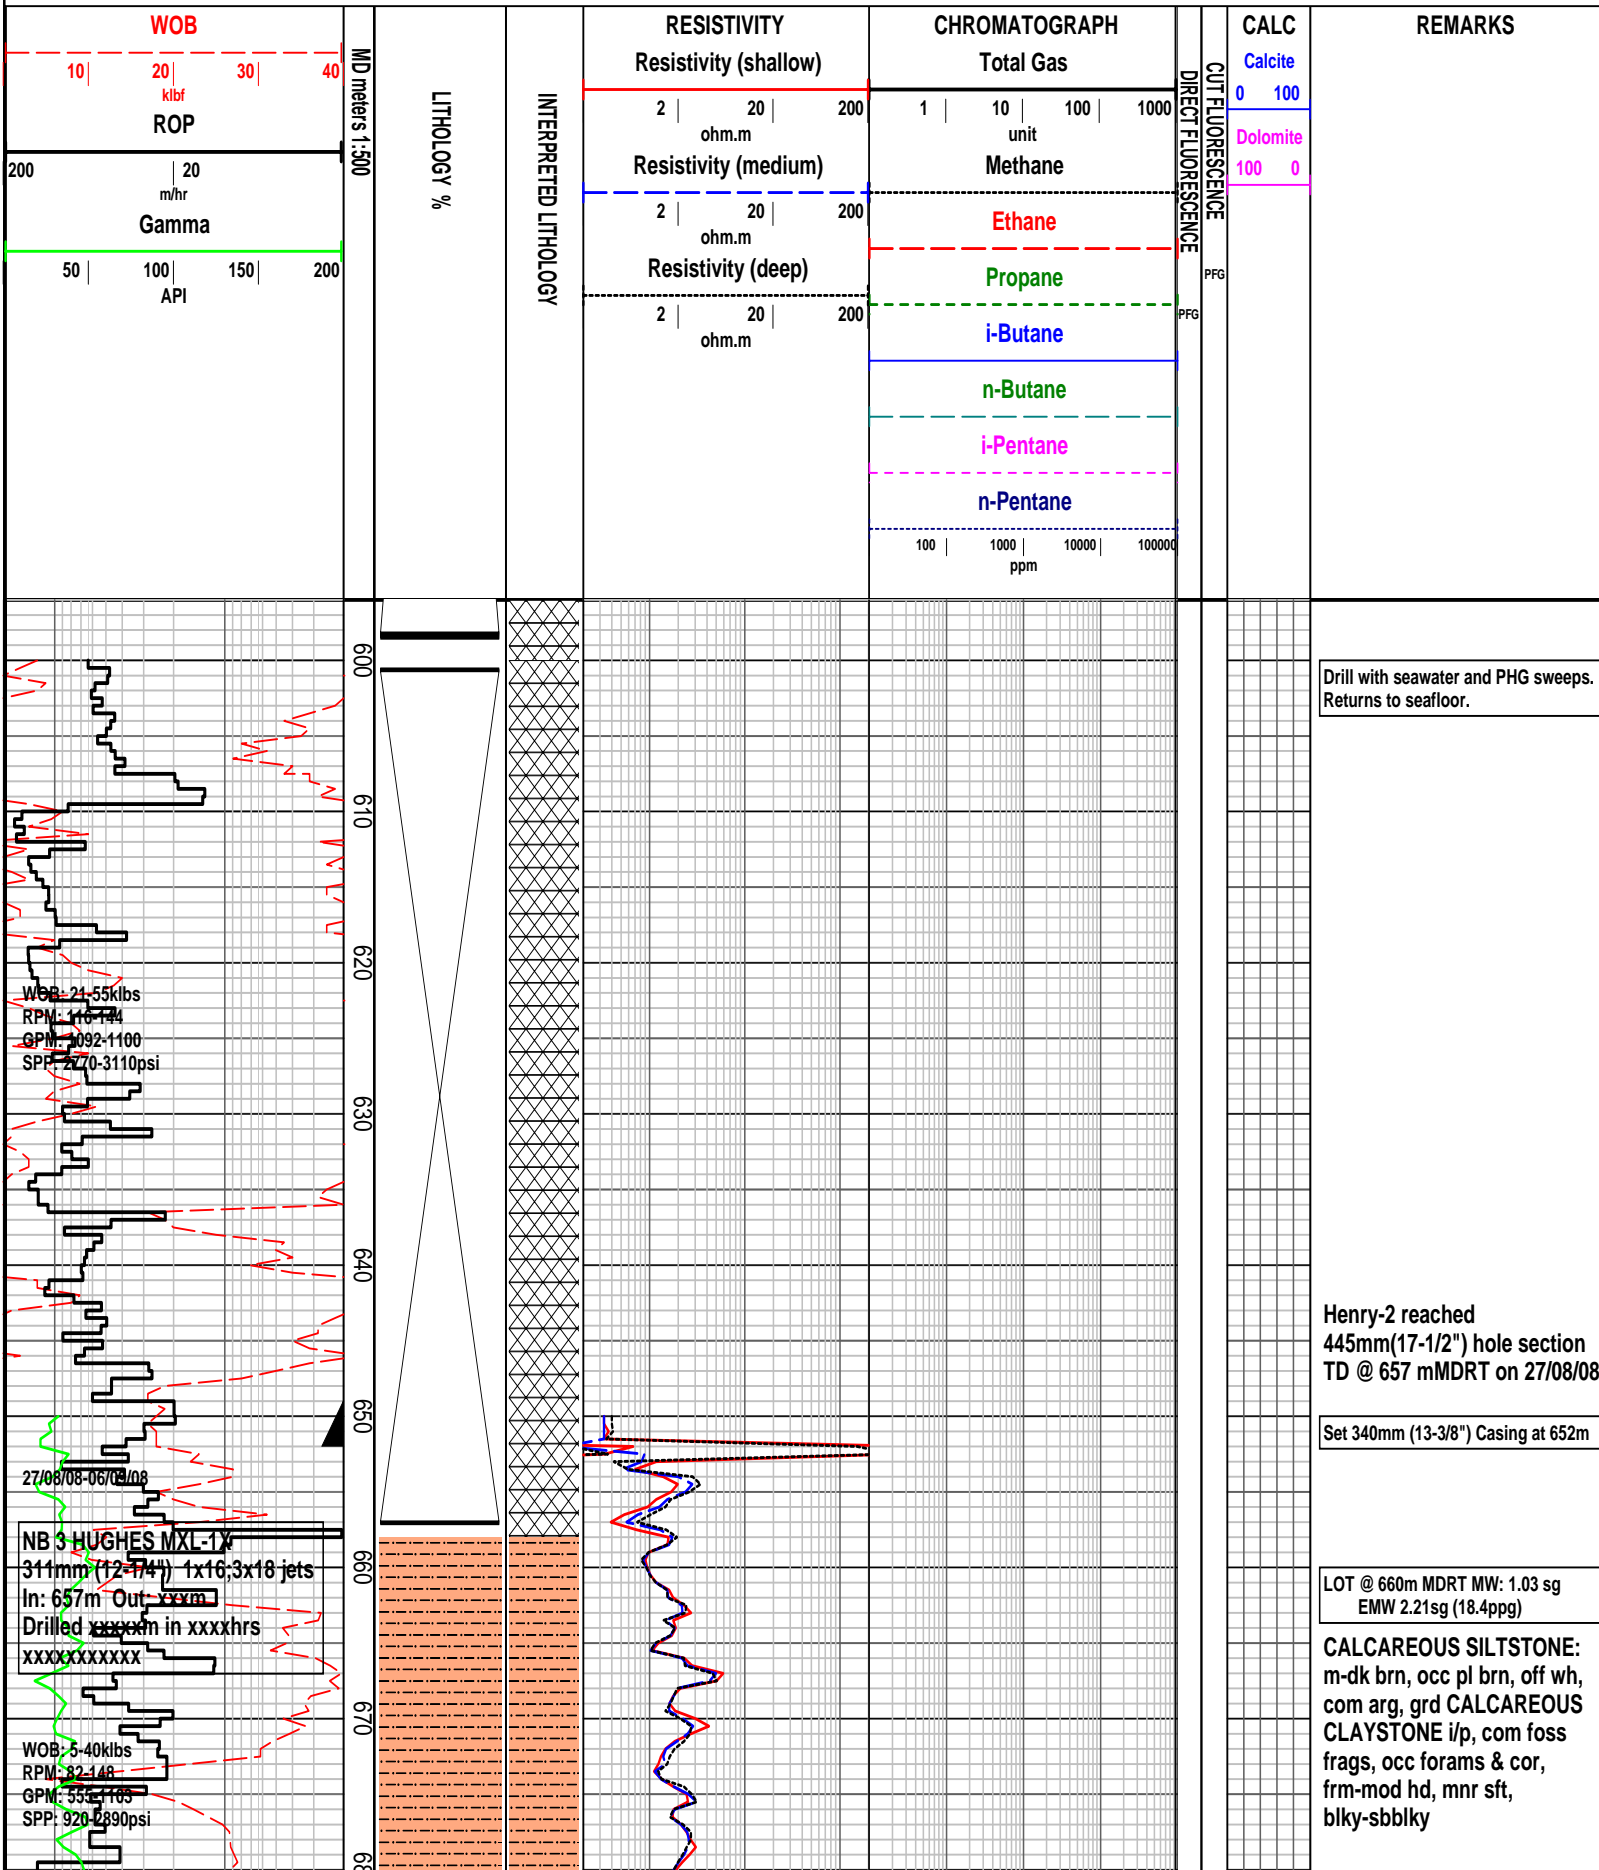 WOB
10 20 30 40
klbf
ROP
200 20
m/hr
Gamma
50 100 150 200
API
MD meters 1:500
LITHOLOGY %
INTERPRETED LITHOLOGY
RESISTIVITY
Resistivity (shallow)
2 20 200
ohm.m
Resistivity (medium)
2 20 200
ohm.m
Resistivity (deep)
2 20 200
ohm.m
CHROMATOGRAPH
Total Gas
1 10 100 1000
unit
Methane
Ethane
Propane
i-Butane
n-Butane
i-Pentane
n-Pentane
100 1000 10000 100000
ppm
DIRECT FLUORESCENCE
PFG
CUT FLUORESCENCE
PFG
CALC
Calcite
0 100
Dolomite
100 0
REMARKS
600
Drill with seawater and PHG sweeps.
Returns to seafloor.
610
620
WOB: 21-55klbs
RPM: 116-144
GPM: 1092-1100
SPP: 2770-3110psi
630
640
Henry-2 reached
445mm(17-1/2") hole section
TD @ 657 mMDRT on 27/08/08
650
Set 340mm (13-3/8") Casing at 652m
27/08/08-06/09/08
NB 3 HUGHES MXL-1X
311mm (12-1/4") 1x16;3x18 jets
In: 657m Out: xxxm
Drilled xxxxxm in xxxxhrs
xxxxxxxxxxx
660
LOT @ 660m MDRT MW: 1.03 sg
EMW 2.21sg (18.4ppg)
CALCAREOUS SILTSTONE:
m-dk brn, occ pl brn, off wh,
com arg, grd CALCAREOUS
CLAYSTONE i/p, com foss
frags, occ forams & cor,
frm-mod hd, mnr sft,
blky-sbblky
670
WOB: 5-40klbs
RPM: 82-148
GPM: 555-1103
SPP: 920-2890psi